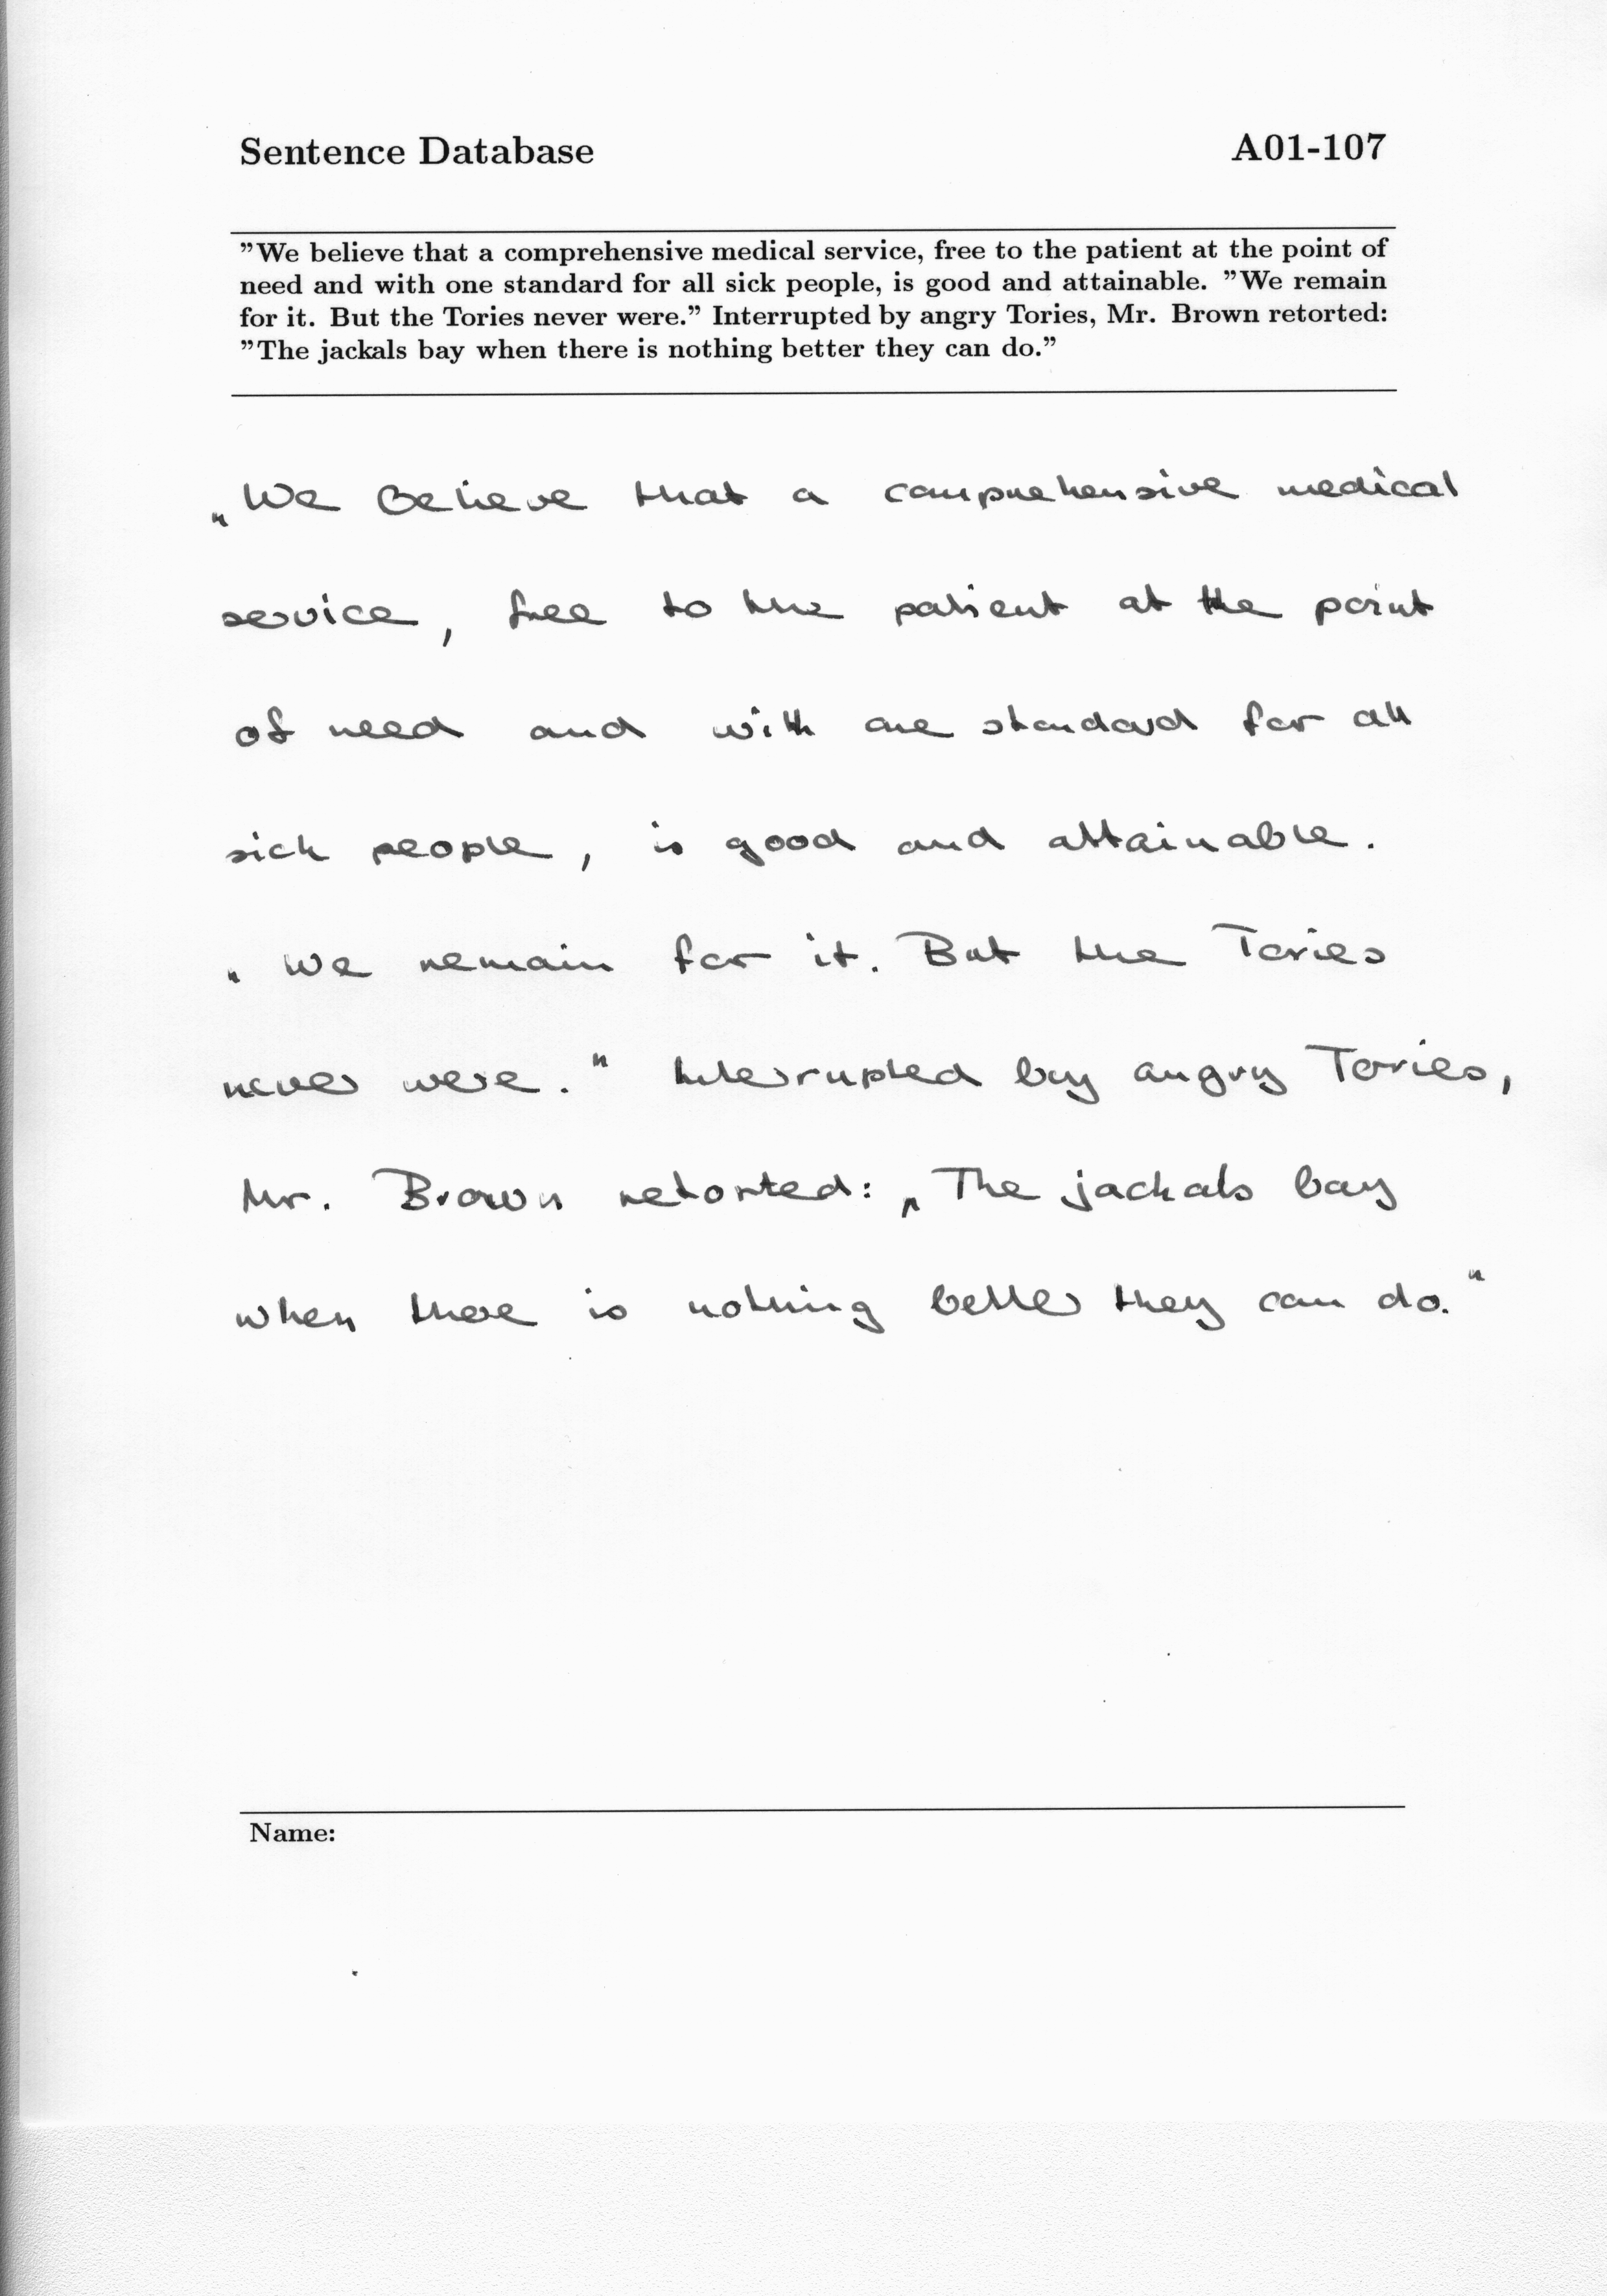 Sentence Database A01-107
”We believe that a comprehensive medical service, free to the patient at the point of
need and with one standard for all sick people, is good and attainable. ”We remain
for it. But the Tories never were.” Interrupted by angry Tories, Mr. Brown retorted:
”The jackals bay when there is nothing better they can do.”
„We believe that a comprehensive medical
service, free to the patient at the point
of need and with one standard for all
sick people, is good and attainable.
„We remain for it. But the Tories
never were.“ Interrupted by angry Tories,
Mr. Brown retorted: „The jackals bay
when there is nothing better they can do.“
Name: